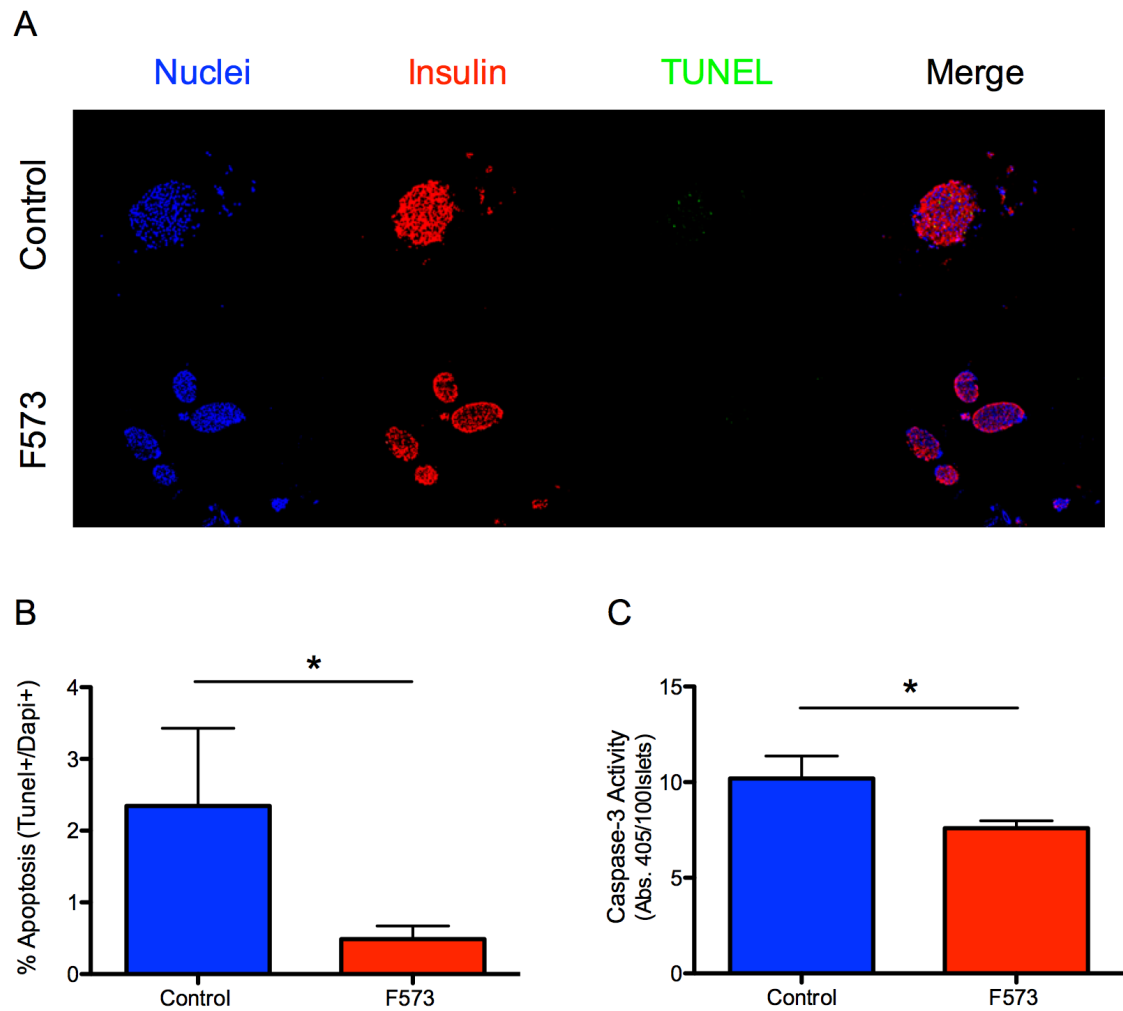 A
Nuclei Insulin TUNEL Merge
Control
F573
B
% Apoptosis (Tunel+/Dapi+)
4
3
2
1
0
*
Control F573
C
Caspase-3 Activity
(Abs. 405/100Islets)
15
10
5
0
*
Control F573